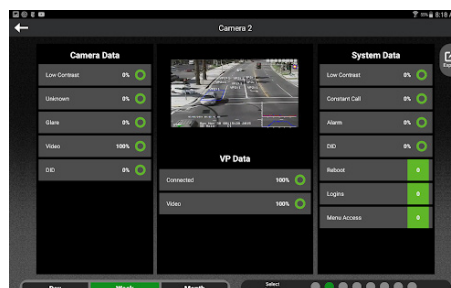 8:18
Camera 2
Camera Data
Low Contrast 0%
Unknown 0%
Glare 0%
Video 100%
DID 0%
VP Data
Connected 100%
Video 100%
System Data
Low Contrast 0%
Constant Call 0%
Alarm 0%
DID 0%
Reboot 0
Logins 0
Menu Access 0
Day Week Month
Select